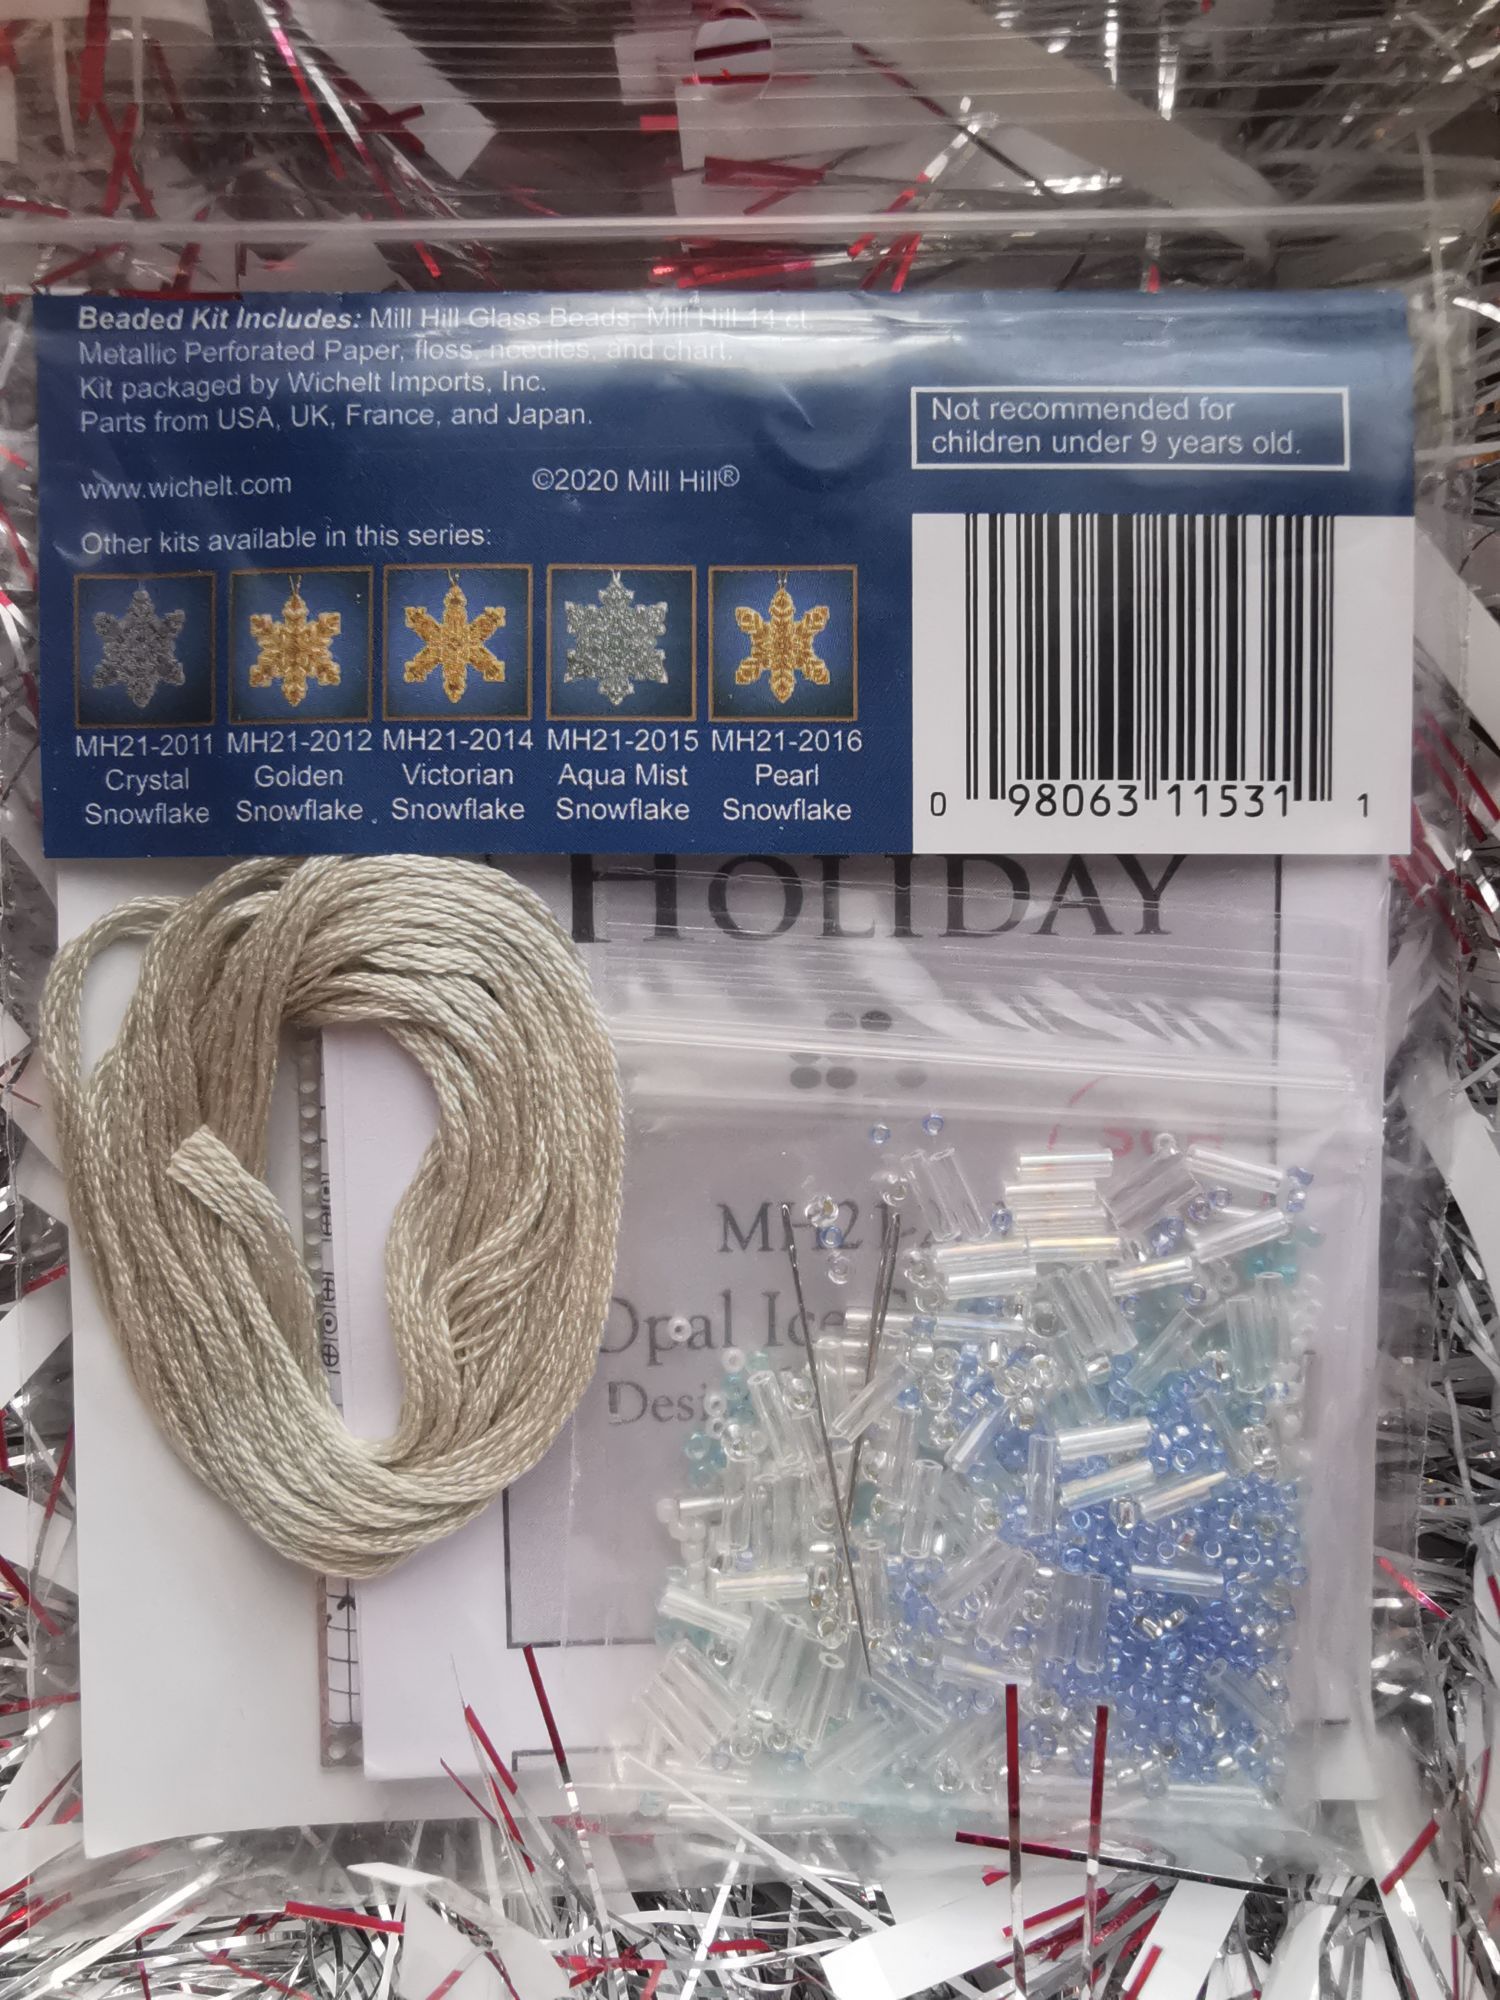 Beaded Kit Includes: Mill Hill Glass Beads, Mill Hill 14 ct.
Metallic Perforated Paper, floss, needles, and chart.
Kit packaged by Wichelt Imports, Inc.
Parts from USA, UK, France, and Japan.
www.wichelt.com
©2020 Mill Hill®
Not recommended for
children under 9 years old.
Other kits available in this series:
MH21-2011
Crystal
Snowflake
MH21-2012
Golden
Snowflake
MH21-2014
Victorian
Snowflake
MH21-2015
Aqua Mist
Snowflake
MH21-2016
Pearl
Snowflake
0 98063 11531 1
HOLIDAY
Opal Ice